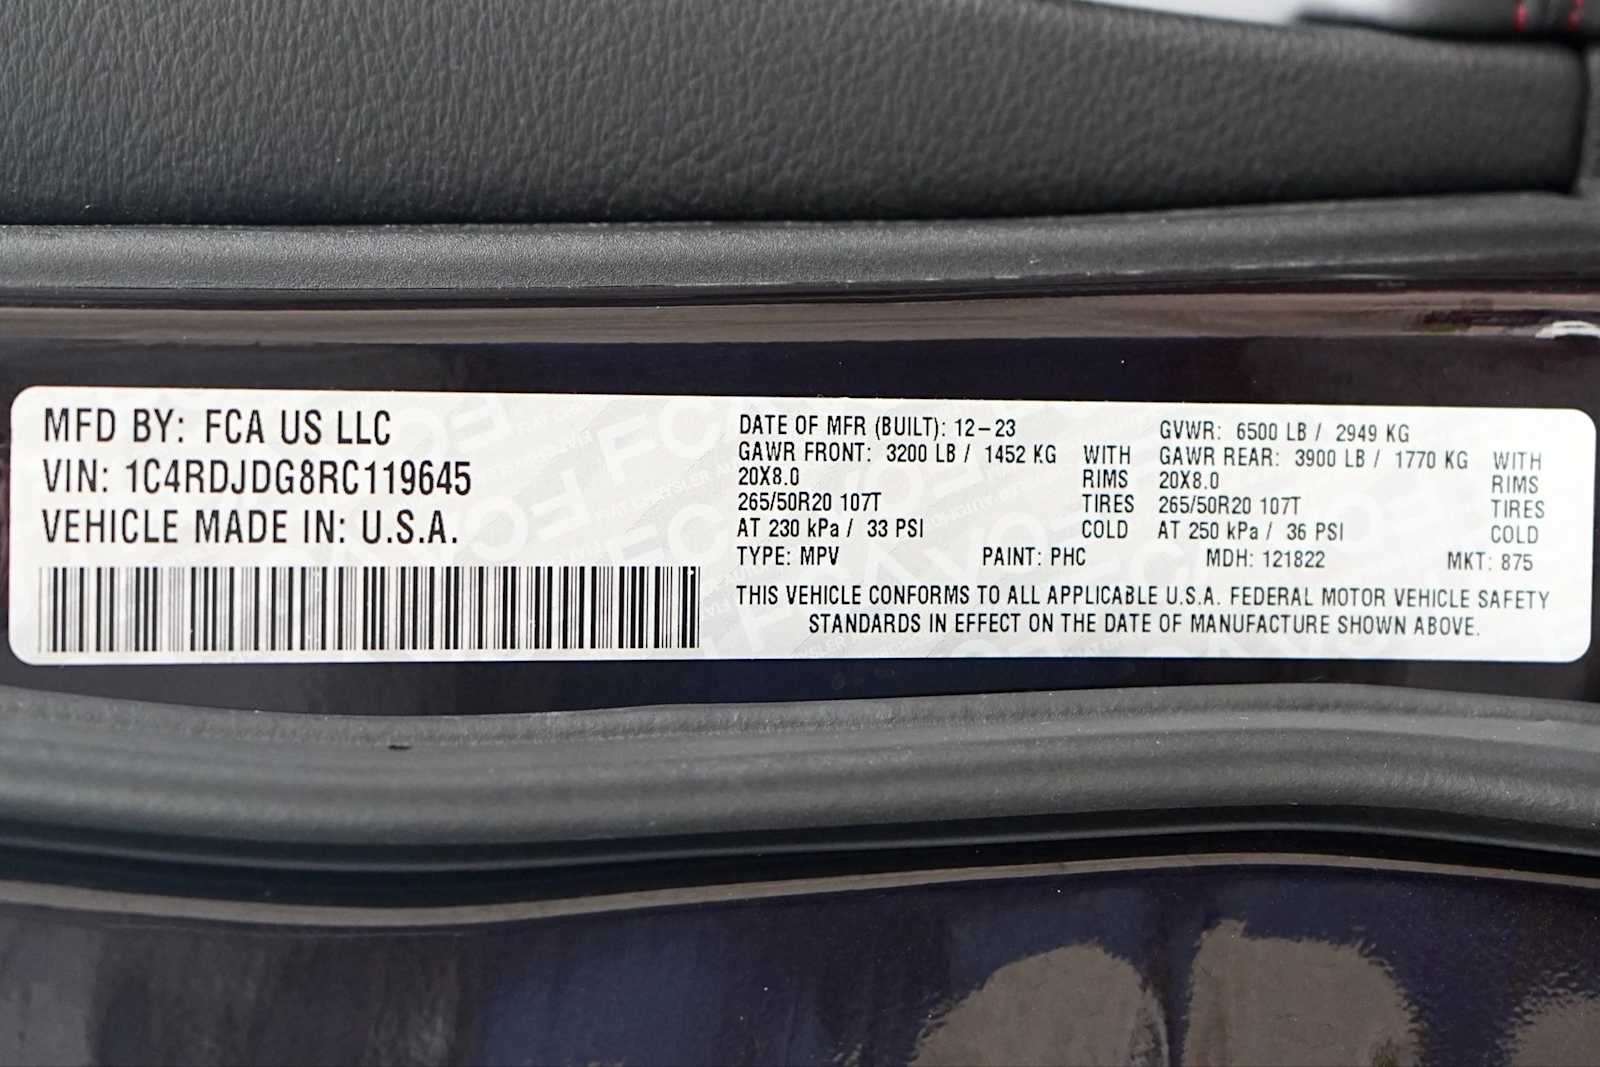 MFD BY: FCA US LLC
VIN: 1C4RDJDG8RC119645
VEHICLE MADE IN: U.S.A.
DATE OF MFR (BUILT): 12-23
GAWR FRONT: 3200 LB / 1452 KG WITH
20X8.0 RIMS
265/50R20 107T TIRES
AT 230 kPa / 33 PSI COLD
GVWR: 6500 LB / 2949 KG
GAWR REAR: 3900 LB / 1770 KG WITH
20X8.0 RIMS
265/50R20 107T TIRES
AT 250 kPa / 36 PSI COLD
TYPE: MPV PAINT: PHC MDH: 121822 MKT: 875
THIS VEHICLE CONFORMS TO ALL APPLICABLE U.S.A. FEDERAL MOTOR VEHICLE SAFETY
STANDARDS IN EFFECT ON THE DATE OF MANUFACTURE SHOWN ABOVE.